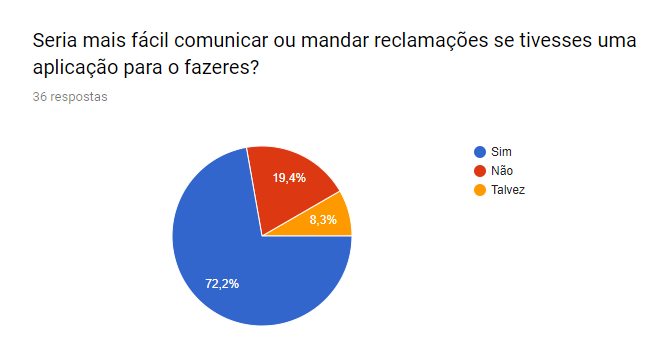 Seria mais fácil comunicar ou mandar reclamações se tivesses uma
aplicação para o fazeres?
36 respostas
Sim
Não
Talvez
19,4%
8,3%
72,2%